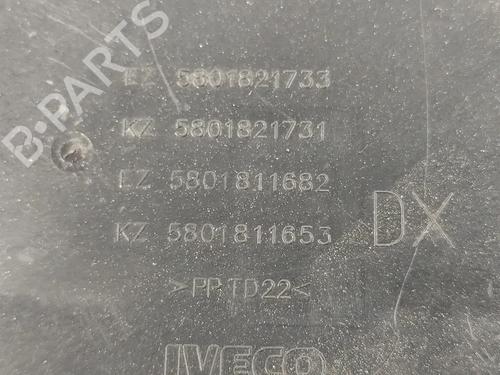 B-PARTS
EZ 5801821733
KZ 5801821731
EZ 5801811682
KZ 5801811653
DX
>PP-TD22<
IVECO